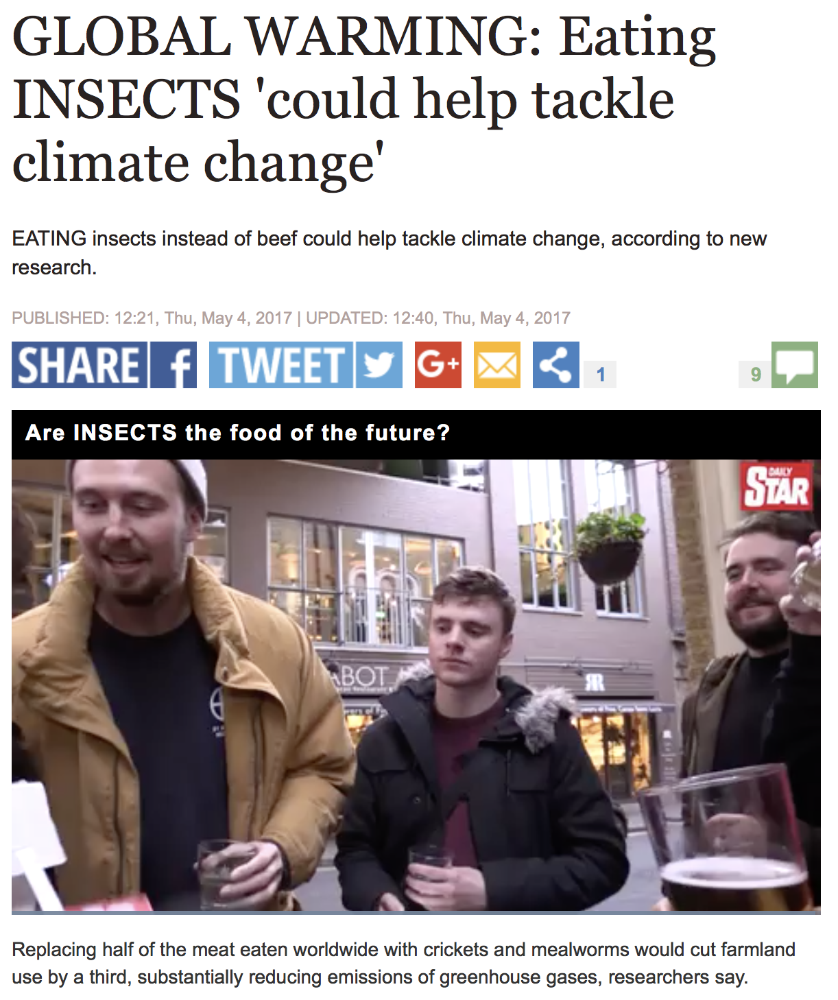 GLOBAL WARMING: Eating
INSECTS 'could help tackle
climate change'
EATING insects instead of beef could help tackle climate change, according to new
research.
PUBLISHED: 12:21, Thu, May 4, 2017 | UPDATED: 12:40, Thu, May 4, 2017
SHARE f TWEET G+ 1 9
Are INSECTS the food of the future?
DAILY
STAR
ABOT
Replacing half of the meat eaten worldwide with crickets and mealworms would cut farmland
use by a third, substantially reducing emissions of greenhouse gases, researchers say.